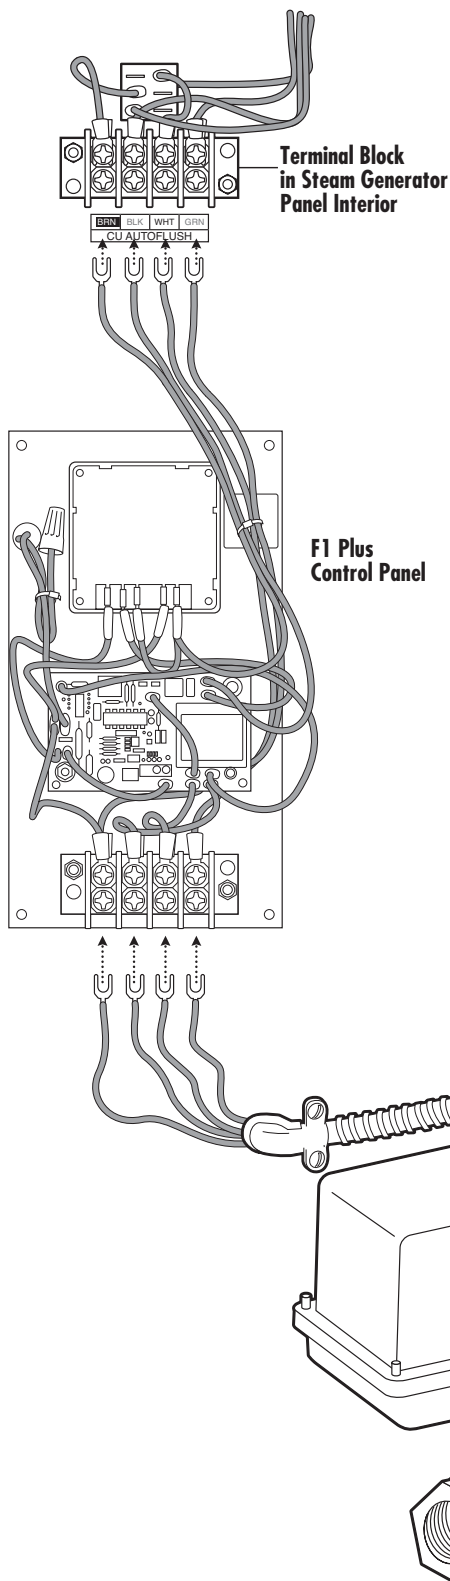 Terminal Block
in Steam Generator
Panel Interior
BRN BLK WHT GRN
CU AUTOFLUSH
F1 Plus
Control Panel